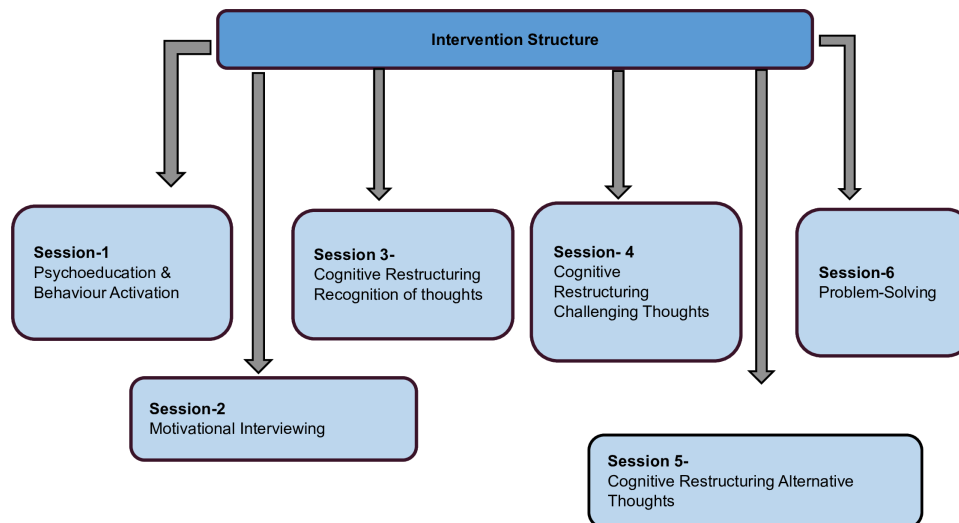 Intervention Structure
Session-1
Psychoeducation &
Behaviour Activation
Session-2
Motivational Interviewing
Session 3-
Cognitive Restructuring
Recognition of thoughts
Session- 4
Cognitive
Restructuring
Challenging Thoughts
Session 5-
Cognitive Restructuring Alternative
Thoughts
Session-6
Problem-Solving